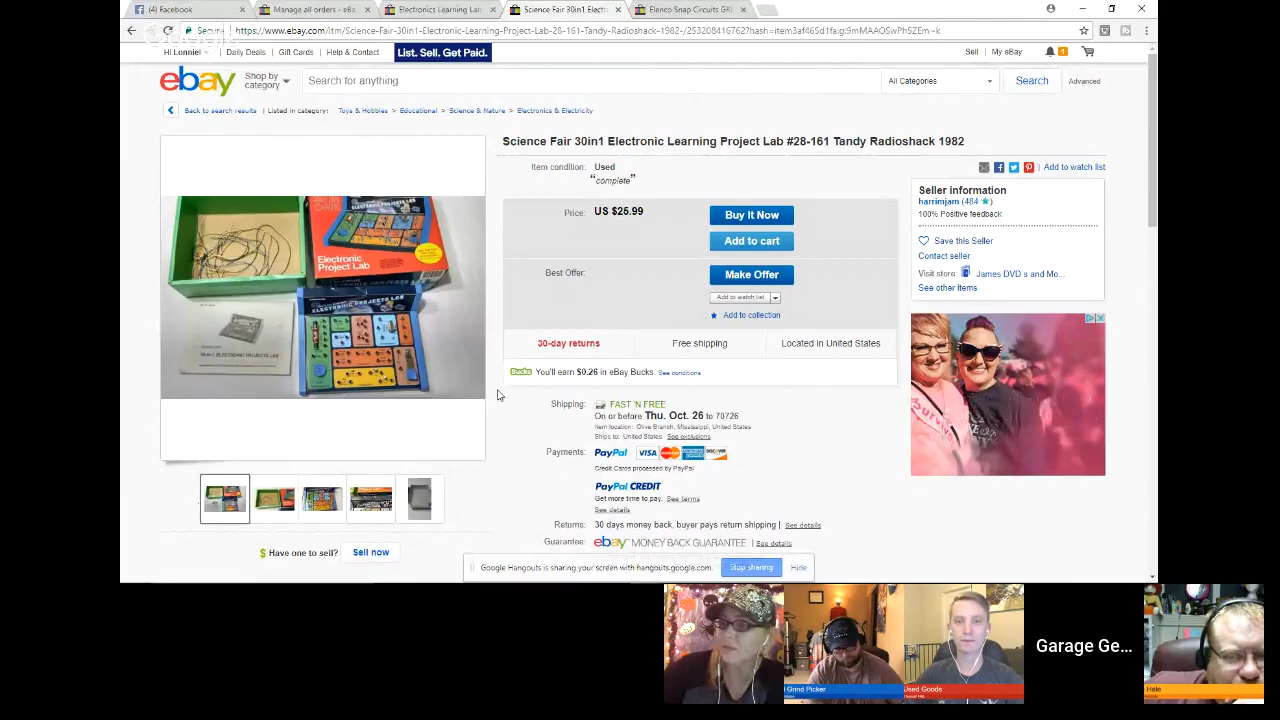 (4) Facebook
Manage all orders - eBa
Electronics Learning La
Science Fair 30in1 Electr
Elenco Snap Circuits GR
Secure
https://www.ebay.com/itm/Science-Fair-30in1-Electronic-Learning-Project-Lab-28-161-Tandy-Radioshack-1982-/253208416762?hash=item3af465d1fa:g:9mMAAOSwPh5ZEm~k
Hi Lonnie!
Daily Deals
Gift Cards
Help & Contact
List. Sell. Get Paid.
Sell
My eBay
1
ebay
Shop by category
Search for anything
All Categories
Search
Advanced
Back to search results
Listed in category:
Toys & Hobbies
Educational
Science & Nature
Electronics & Electricity
Science Fair 30in1 Electronic Learning Project Lab #28-161 Tandy Radioshack 1982
Item condition:
Used
"complete"
Add to watch list
Price:
US $25.99
Buy It Now
Add to cart
Best Offer:
Make Offer
Add to watch list
Add to collection
30-day returns
Free shipping
Located in United States
Bucks
You'll earn $0.26 in eBay Bucks.
See conditions
Shipping:
FAST 'N FREE
On or before Thu. Oct. 26 to 70726
Item location: Olive Branch, Mississippi, United States
Ships to: United States
See exclusions
Payments:
PayPal
VISA
DISCOVER
Credit Cards processed by PayPal
PayPal CREDIT
Get more time to pay.
See terms
See details
Returns:
30 days money back, buyer pays return shipping |
See details
Guarantee:
ebay MONEY BACK GUARANTEE |
See details
Seller information
harrimjam (484 ★)
100% Positive feedback
Save this Seller
Contact seller
Visit store:
James DVD s and Mo...
See other items
Electronic
Project Lab
ELECTRONIC PROJECTS LAB
$ Have one to sell?
Sell now
Google Hangouts is sharing your screen with hangouts.google.com.
Stop sharing
Hide
Grind Picker
Used Goods
Garage Ge...
Hele